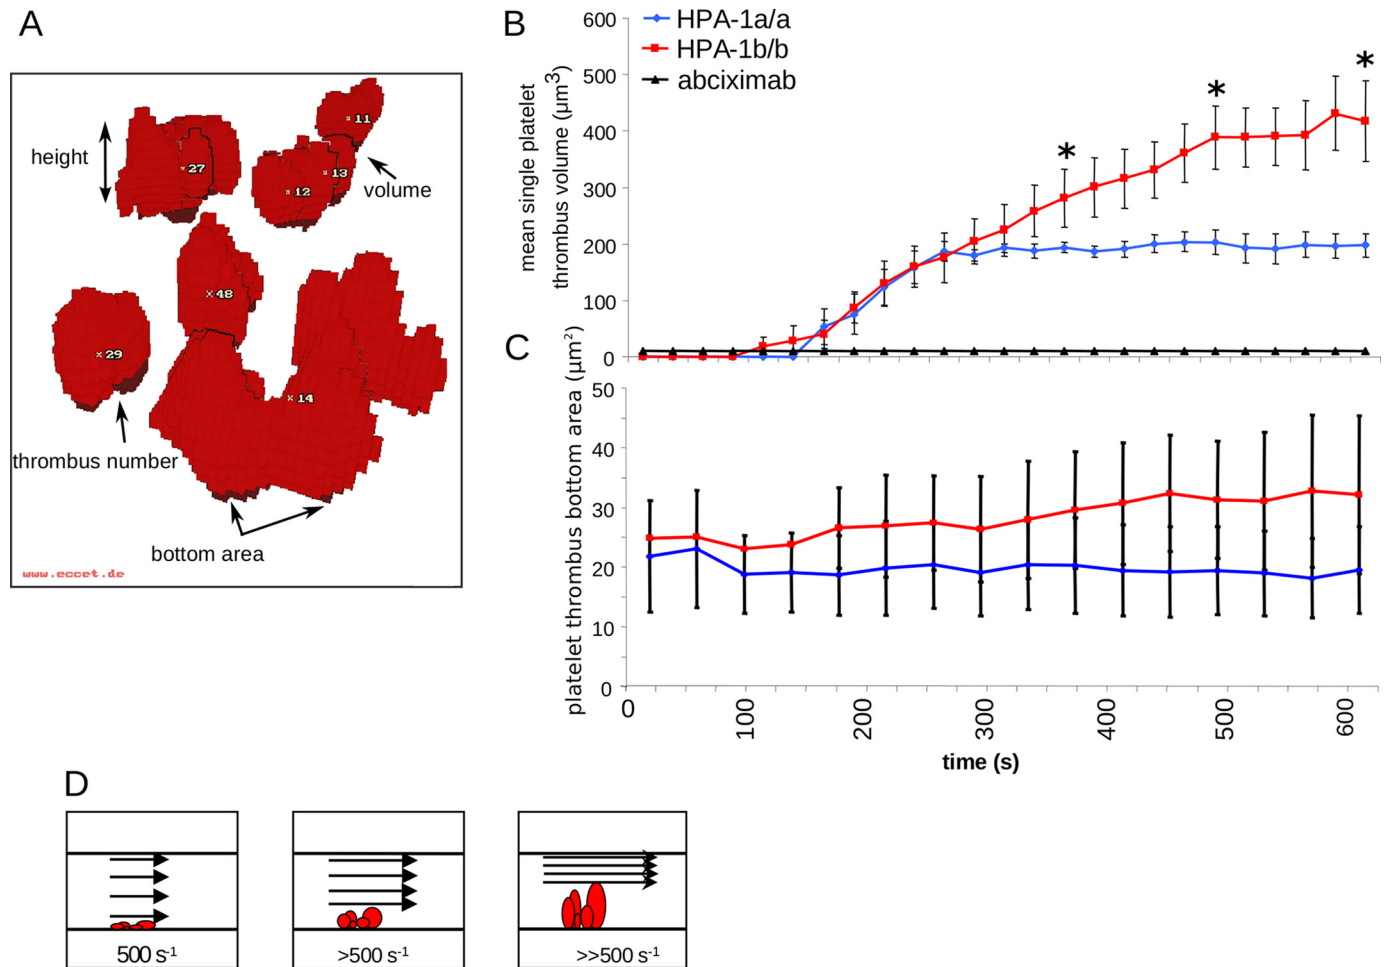 A
height
27
11
13
12
volume
48
29
14
thrombus number
bottom area
www.eccet.de
B
HPA-1a/a
HPA-1b/b
abciximab
mean single platelet
thrombus volume (µm³)
600
500
400
300
200
100
0
*
*
*
C
platelet thrombus bottom area (µm²)
50
40
30
20
10
0
0
100
200
300
400
500
600
time (s)
D
500 s⁻¹
>500 s⁻¹
>>500 s⁻¹